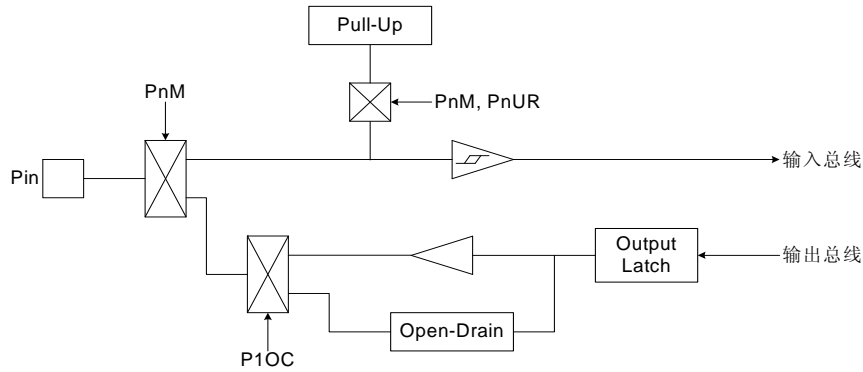 Pull-Up
PnM
PnM, PnUR
Pin
输入总线
Output
Latch
输出总线
Open-Drain
P1OC